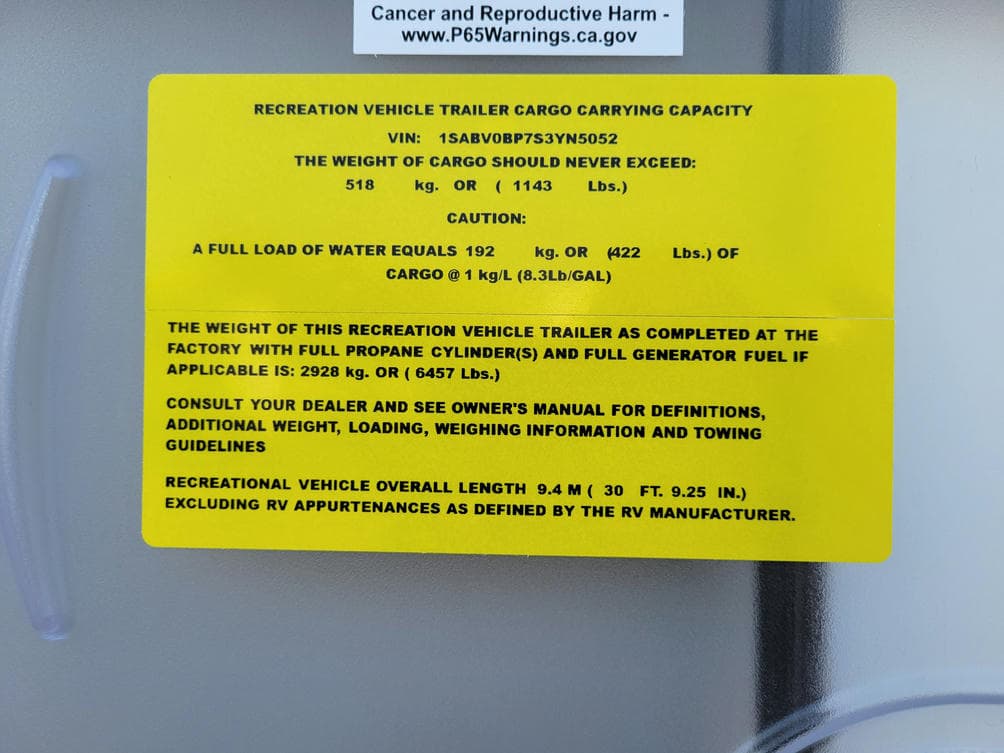 Cancer and Reproductive Harm -
www.P65Warnings.ca.gov
RECREATION VEHICLE TRAILER CARGO CARRYING CAPACITY
VIN: 1SABV0BP7S3YN5052
THE WEIGHT OF CARGO SHOULD NEVER EXCEED:
518 kg. OR ( 1143 Lbs.)
CAUTION:
A FULL LOAD OF WATER EQUALS 192 kg. OR (422 Lbs.) OF
CARGO @ 1 kg/L (8.3Lb/GAL)
THE WEIGHT OF THIS RECREATION VEHICLE TRAILER AS COMPLETED AT THE
FACTORY WITH FULL PROPANE CYLINDER(S) AND FULL GENERATOR FUEL IF
APPLICABLE IS: 2928 kg. OR ( 6457 Lbs.)
CONSULT YOUR DEALER AND SEE OWNER'S MANUAL FOR DEFINITIONS,
ADDITIONAL WEIGHT, LOADING, WEIGHING INFORMATION AND TOWING
GUIDELINES
RECREATIONAL VEHICLE OVERALL LENGTH 9.4 M ( 30 FT. 9.25 IN.)
EXCLUDING RV APPURTENANCES AS DEFINED BY THE RV MANUFACTURER.